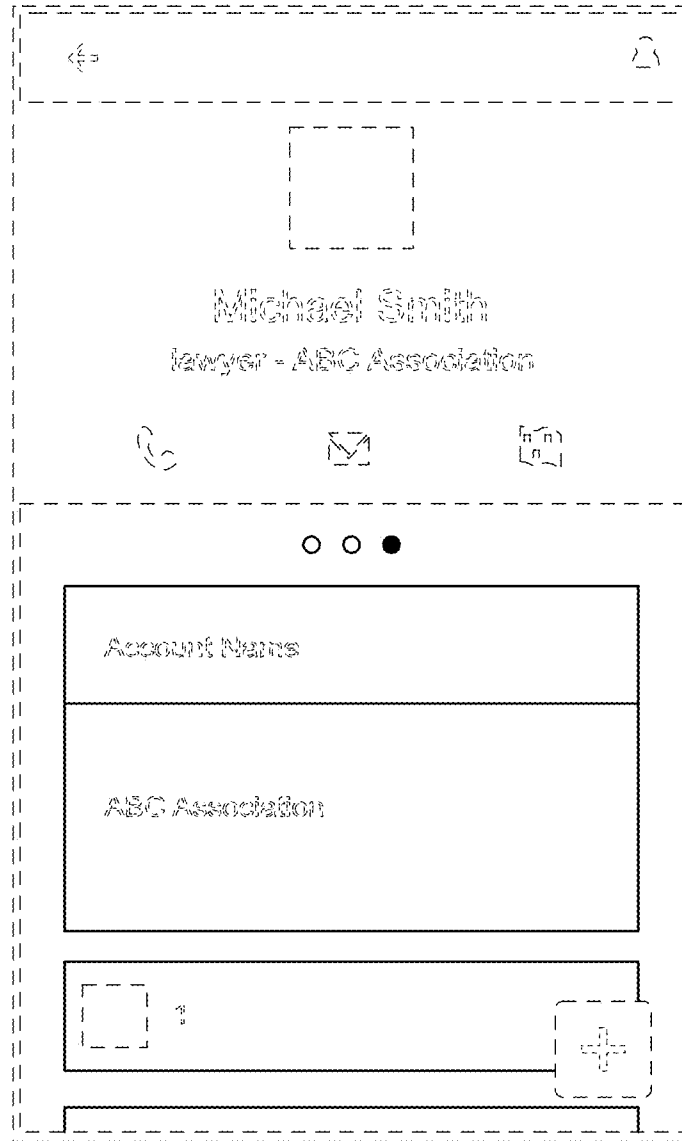 Michael Smith
lawyer - ABC Association
Account Name
ABC Association
1